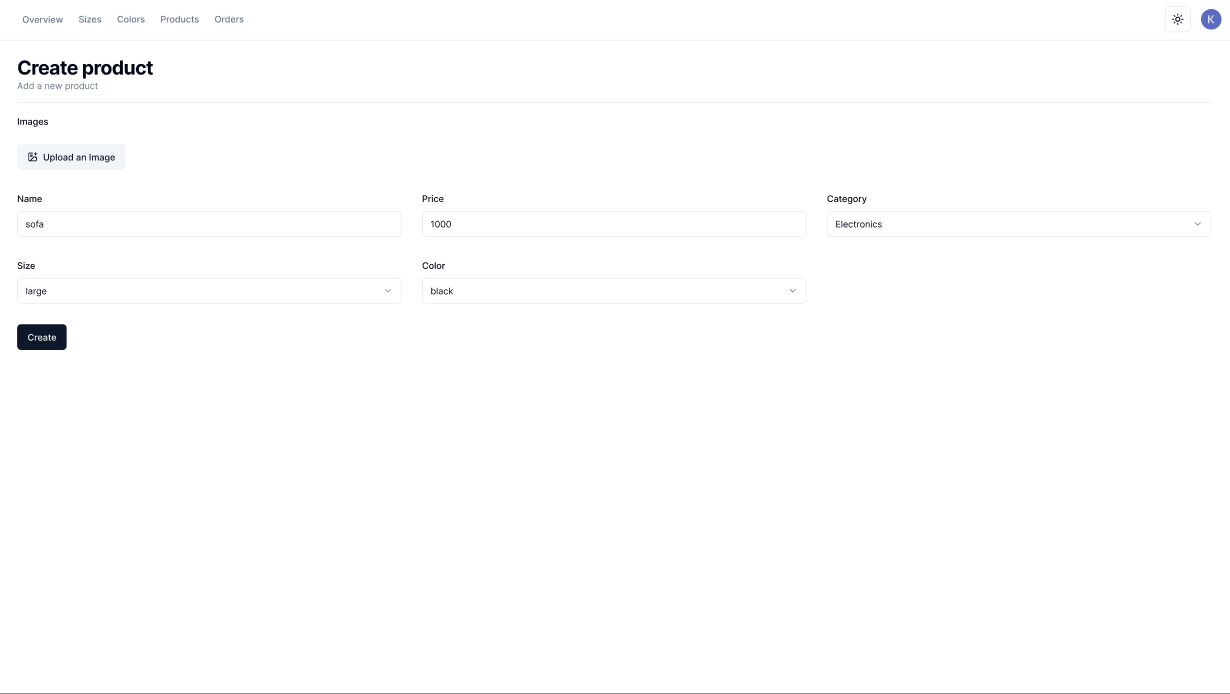 Overview Sizes Colors Products Orders K
Create product
Add a new product
Images
Upload an Image
Name Price Category
sofa 1000 Electronics
Size Color
large black
Create